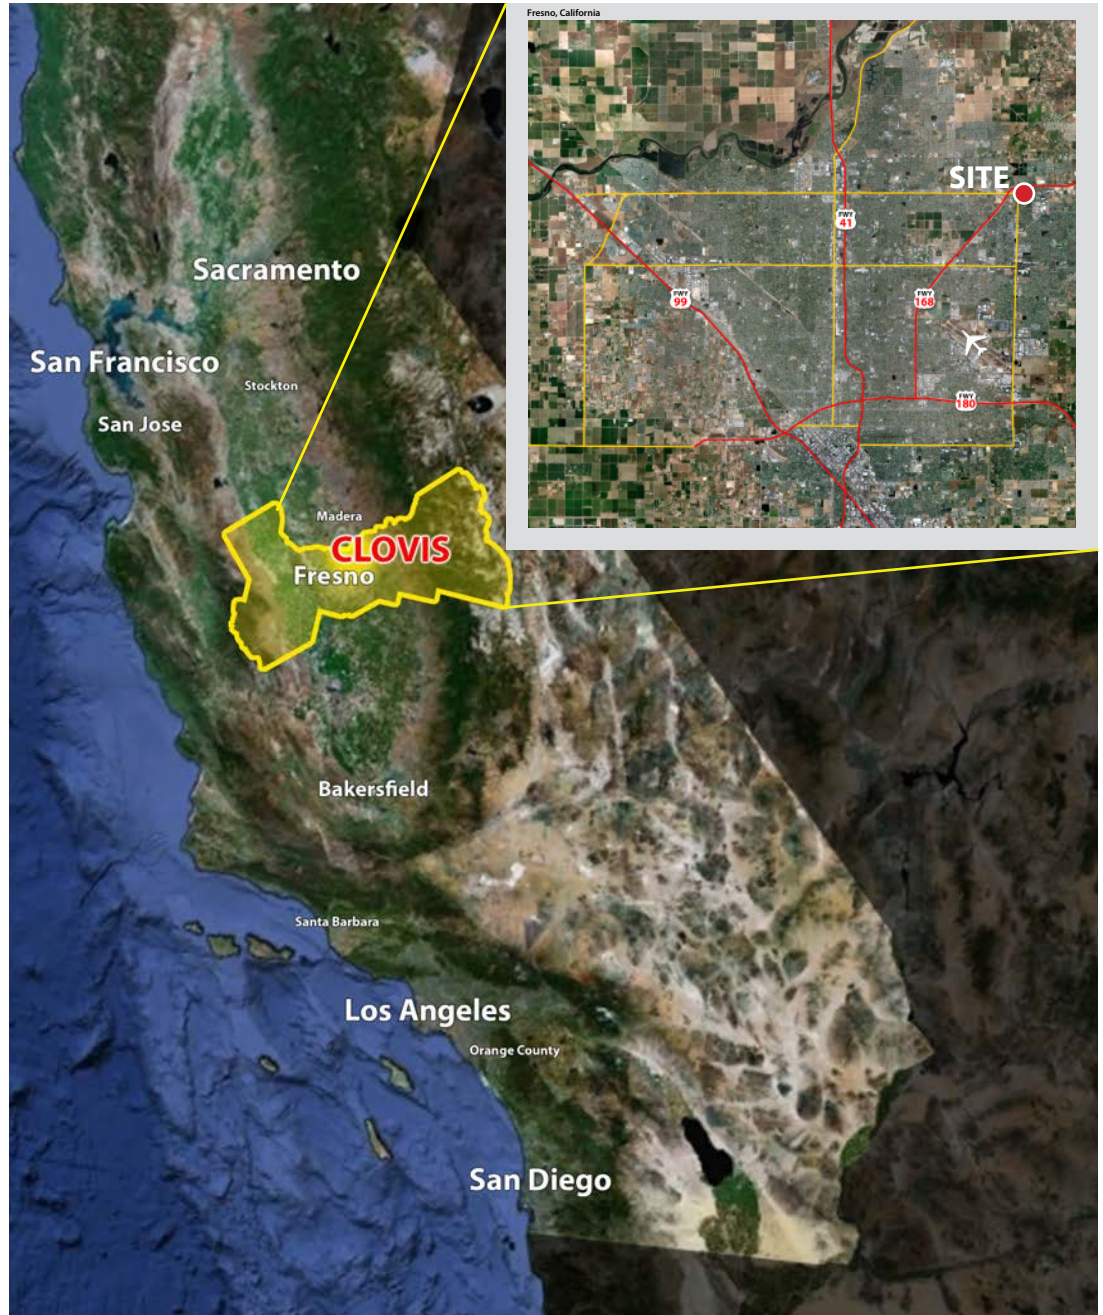 Fresno, California
SITE
FWY
41
FWY
99
FWY
168
FWY
180
Sacramento
San Francisco
Stockton
San Jose
Madera
CLOVIS
Fresno
Bakersfield
Santa Barbara
Los Angeles
Orange County
San Diego